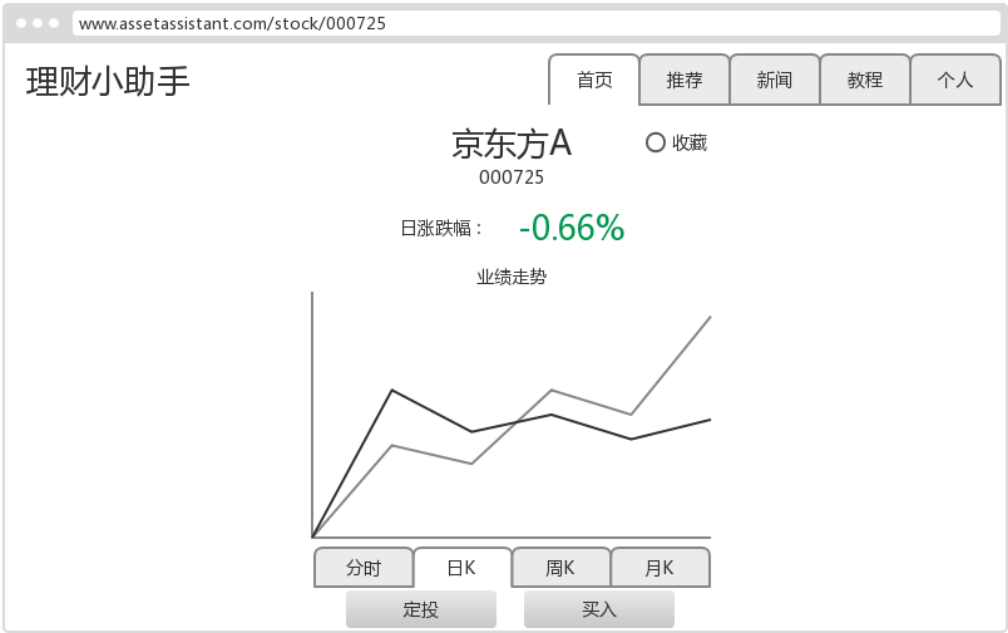 www.assetassistant.com/stock/000725
理财小助手
首页 推荐 新闻 教程 个人
京东方A
收藏
000725
日涨跌幅： -0.66%
业绩走势
分时 日K 周K 月K
定投 买入